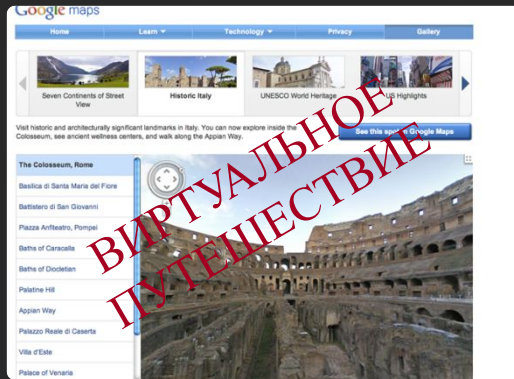 Google maps
Home Learn Technology Privacy Gallery
Seven Continents of Street View
Historic Italy
UNESCO World Heritage
US Highlights
Visit historic and architecturally significant landmarks in Italy. You can now explore inside the
Colosseum, see ancient wellness centers, and walk along the Appian Way.
See this spot in Google Maps
The Colosseum, Rome
Basilica di Santa Maria del Fiore
Battistero di San Giovanni
Piazza Anfiteatro, Pompei
Baths of Caracalla
Baths of Diocletian
Palatine Hill
Appian Way
Palazzo Reale di Caserta
Villa d'Este
Palace of Venaria
ВИРТУАЛЬНОЕ
ПУТЕШЕСТВИЕ